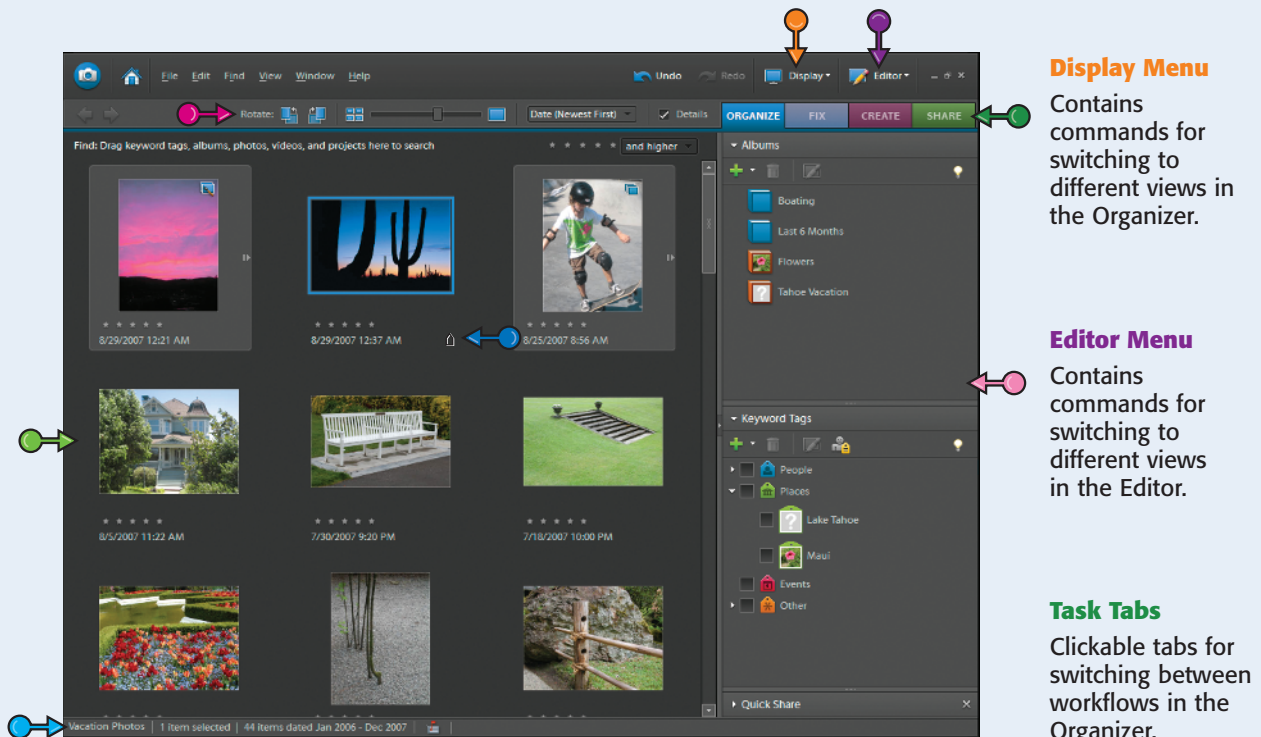 File Edit Find View Window Help
Undo Redo Display Editor
Rotate: Date (Newest First) Details ORGANIZE FIX CREATE SHARE
Find: Drag keyword tags, albums, photos, videos, and projects here to search
and higher
8/29/2007 12:21 AM
8/29/2007 12:37 AM
8/25/2007 8:56 AM
8/5/2007 11:22 AM
7/30/2007 9:20 PM
7/18/2007 10:00 PM
Vacation Photos | 1 item selected | 44 items dated Jan 2006 - Dec 2007
Albums
Boating
Last 6 Months
Flowers
Tahoe Vacation
Keyword Tags
People
Places
Lake Tahoe
Maui
Events
Other
Quick Share
Display Menu
Contains
commands for
switching to
different views in
the Organizer.
Editor Menu
Contains
commands for
switching to
different views
in the Editor.
Task Tabs
Clickable tabs for
switching between
workflows in the
Organizer.